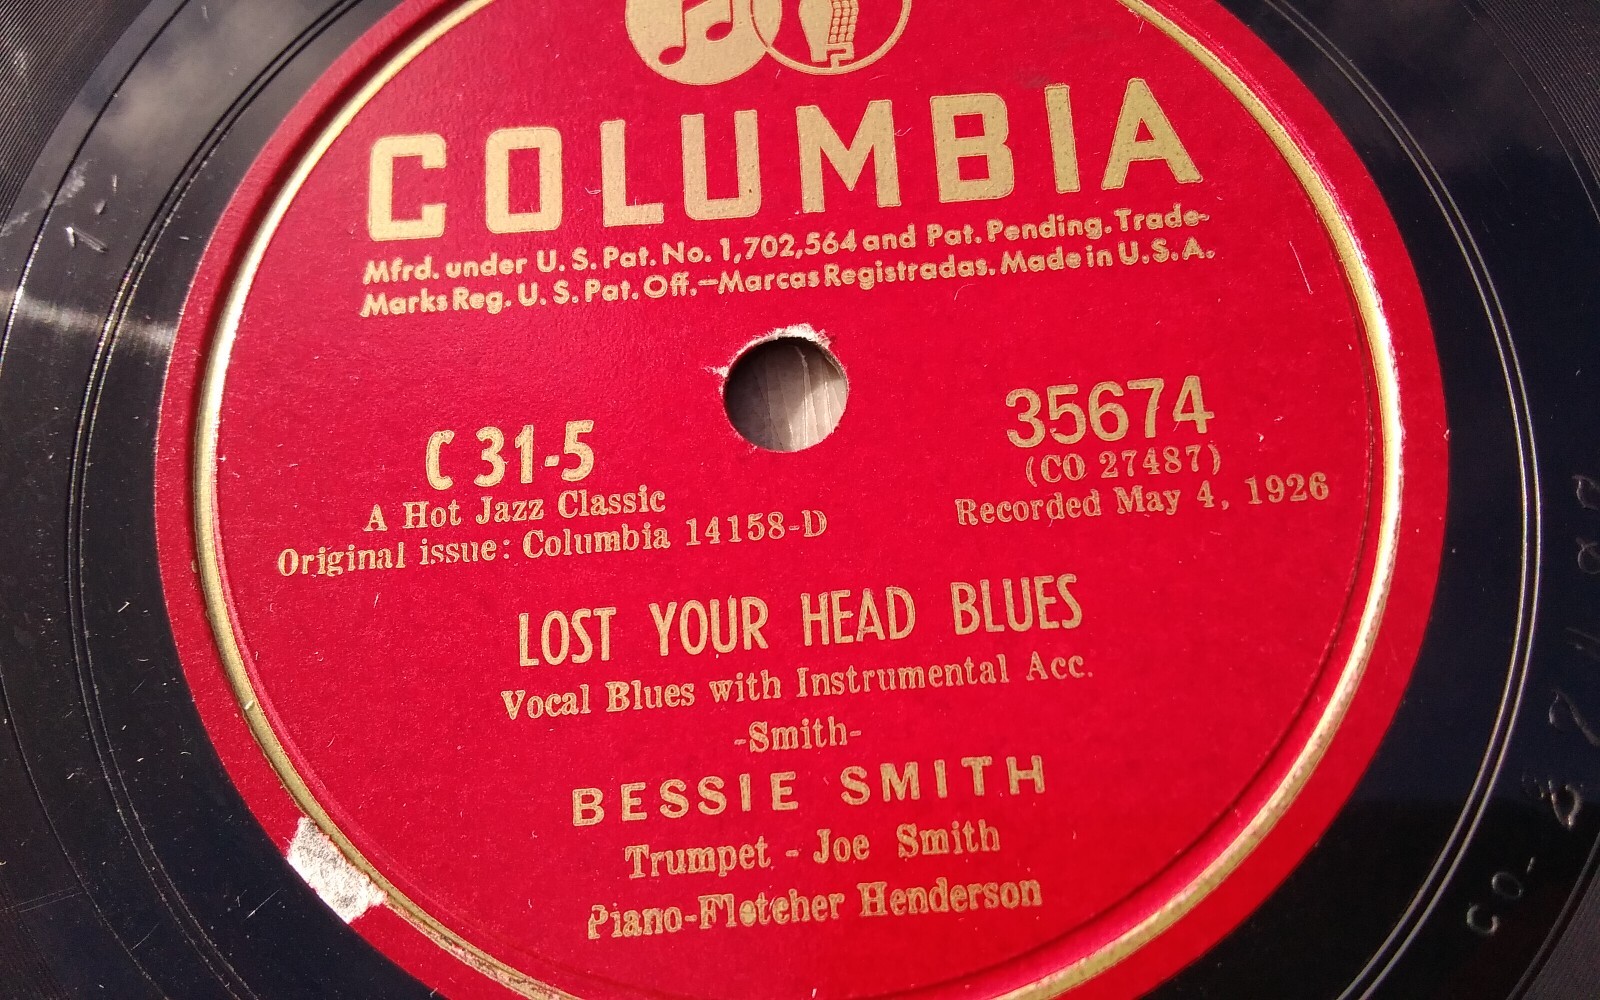 COLUMBIA
Mfrd. under U. S. Pat. No. 1,702,564 and Pat. Pending. Trade-
Marks Reg. U. S. Pat. Off.—Marcas Registradas. Made in U. S. A.
C 31-5
A Hot Jazz Classic
Original issue: Columbia 14158-D
35674
(CO 27487)
Recorded May 4, 1926
LOST YOUR HEAD BLUES
Vocal Blues with Instrumental Acc.
-Smith-
BESSIE SMITH
Trumpet - Joe Smith
Piano-Fletcher Henderson
CO-